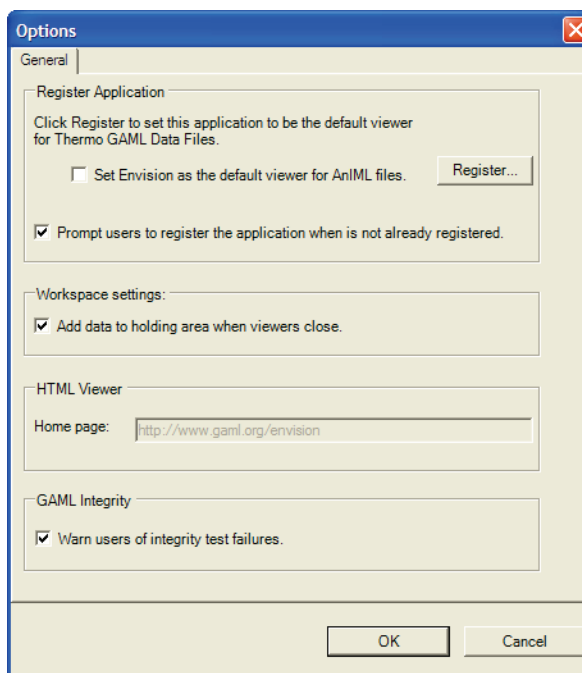 Options
General
Register Application
Click Register to set this application to be the default viewer
for Thermo GAML Data Files.
Set Envision as the default viewer for AnIML files.
Register...
Prompt users to register the application when is not already registered.
Workspace settings:
Add data to holding area when viewers close.
HTML Viewer
Home page: http://www.gaml.org/envision
GAML Integrity
Warn users of integrity test failures.
OK Cancel